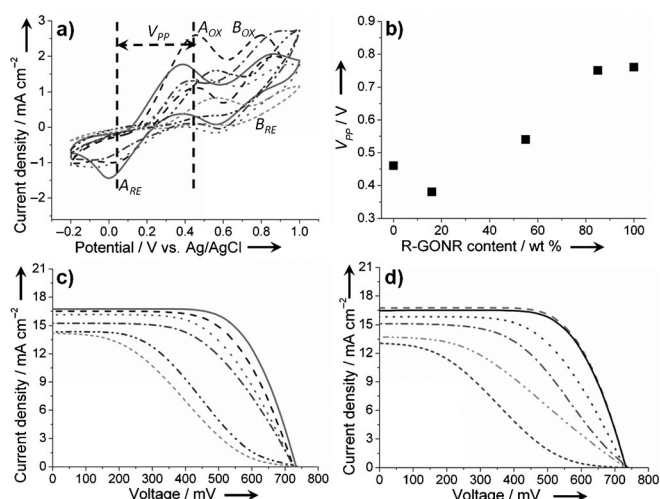 a)
V_PP
A_OX
B_OX
B_RE
A_RE
Current density / mA cm⁻²
3
2
1
0
-1
-2
-0.2 0.0 0.2 0.4 0.6 0.8 1.0
Potential / V vs. Ag/AgCl
b)
V_PP / V
0.9
0.8
0.7
0.6
0.5
0.4
0.3
0 20 40 60 80 100
R-GONR content / wt %
c)
Current density / mA cm⁻²
21
18
15
12
9
6
3
0
0 100 200 300 400 500 600 700 800
Voltage / mV
d)
Current density / mA cm⁻²
21
18
15
12
9
6
3
0
0 100 200 300 400 500 600 700 800
Voltage / mV